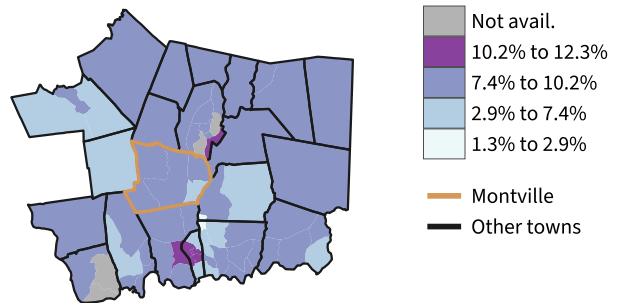 Not avail.
10.2% to 12.3%
7.4% to 10.2%
2.9% to 7.4%
1.3% to 2.9%
Montville
Other towns